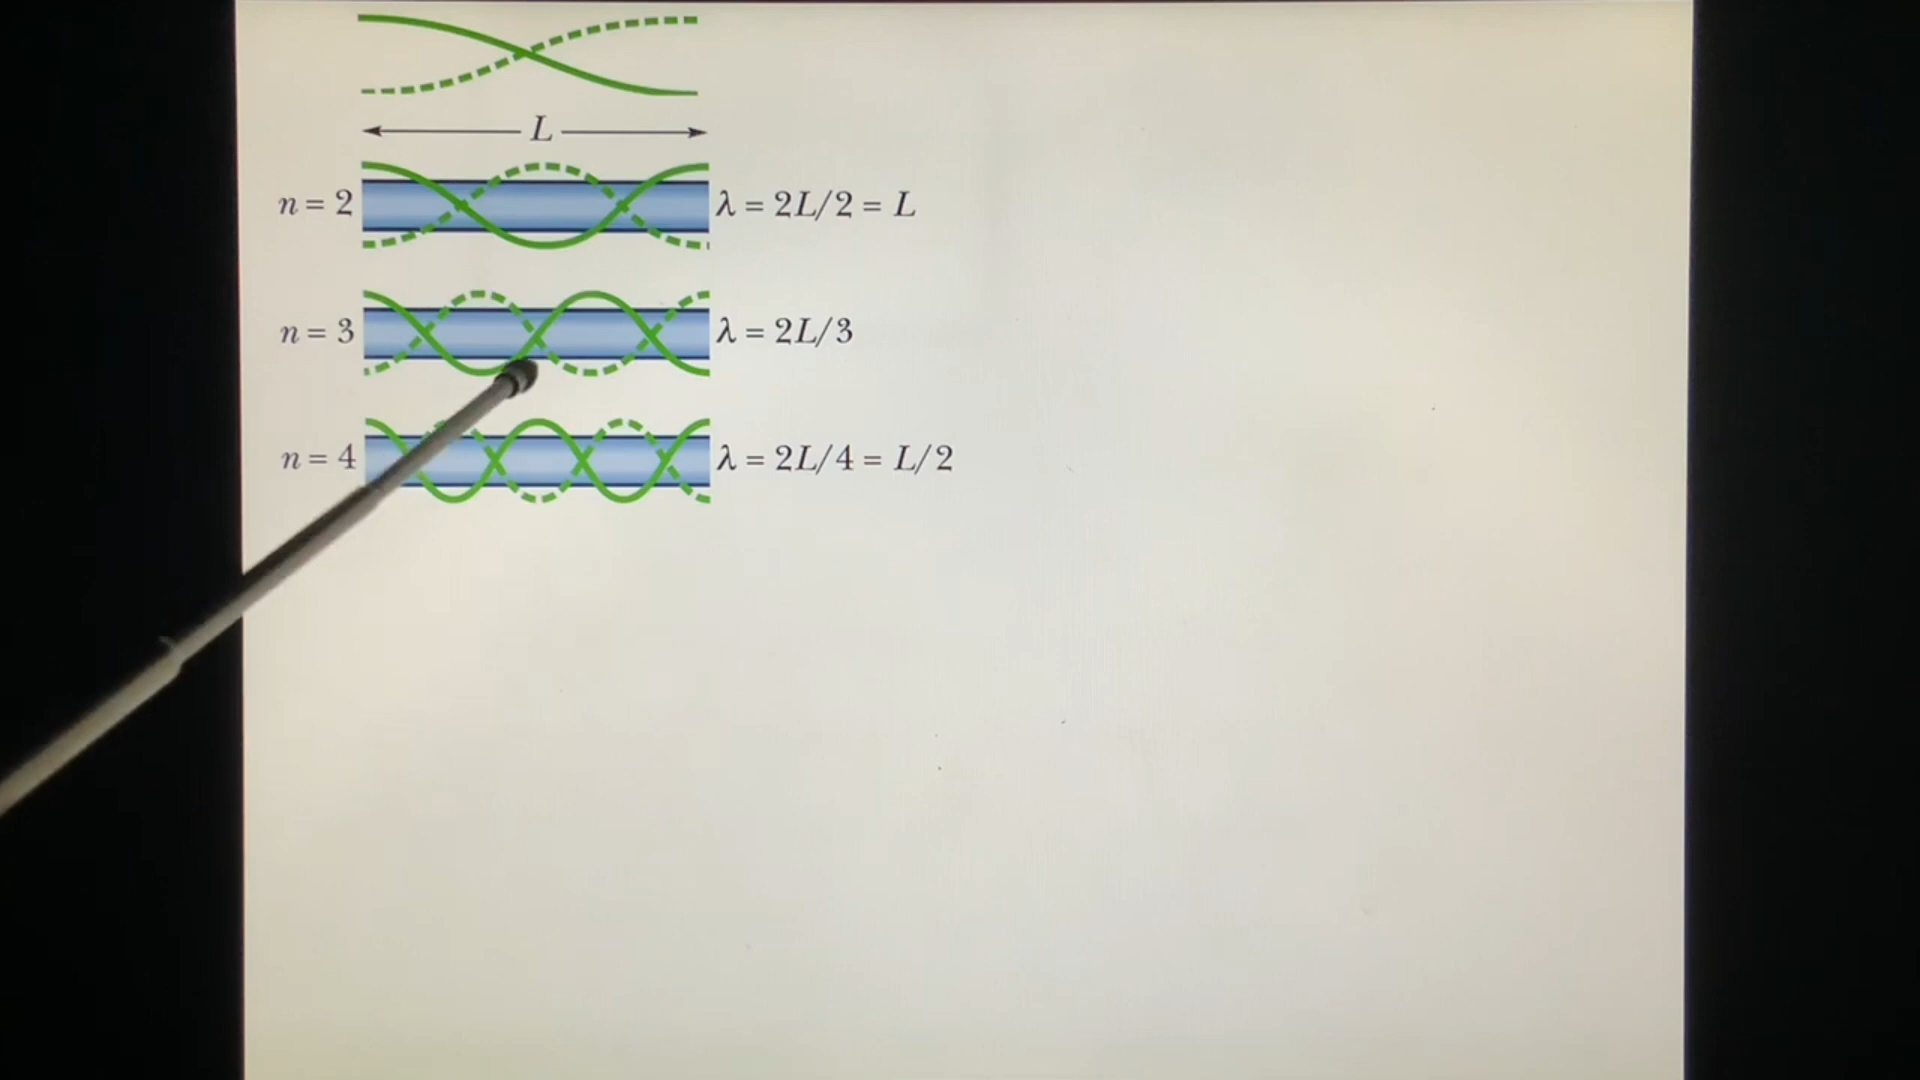 L
n = 2 λ = 2L/2 = L
n = 3 λ = 2L/3
n = 4 λ = 2L/4 = L/2